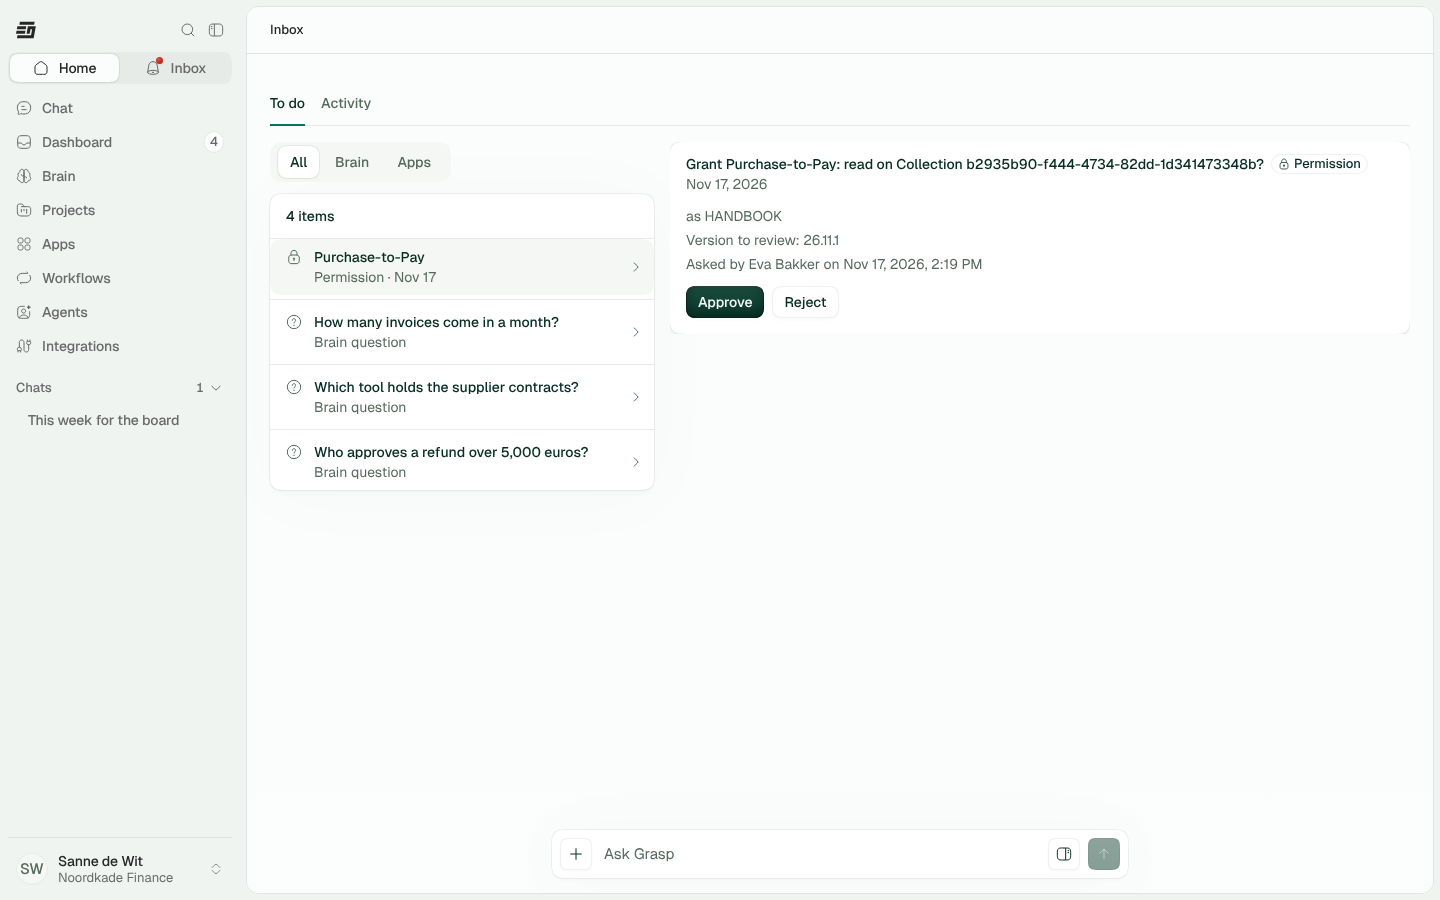 Home
Inbox
Chat
Dashboard
4
Brain
Projects
Apps
Workflows
Agents
Integrations
Chats
1
This week for the board
SW
Sanne de Wit
Noordkade Finance
Inbox
To do
Activity
All
Brain
Apps
4 items
Purchase-to-Pay
Permission · Nov 17
How many invoices come in a month?
Brain question
Which tool holds the supplier contracts?
Brain question
Who approves a refund over 5,000 euros?
Brain question
Grant Purchase-to-Pay: read on Collection b2935b90-f444-4734-82dd-1d341473348b?
Permission
Nov 17, 2026
as HANDBOOK
Version to review: 26.11.1
Asked by Eva Bakker on Nov 17, 2026, 2:19 PM
Approve
Reject
Ask Grasp